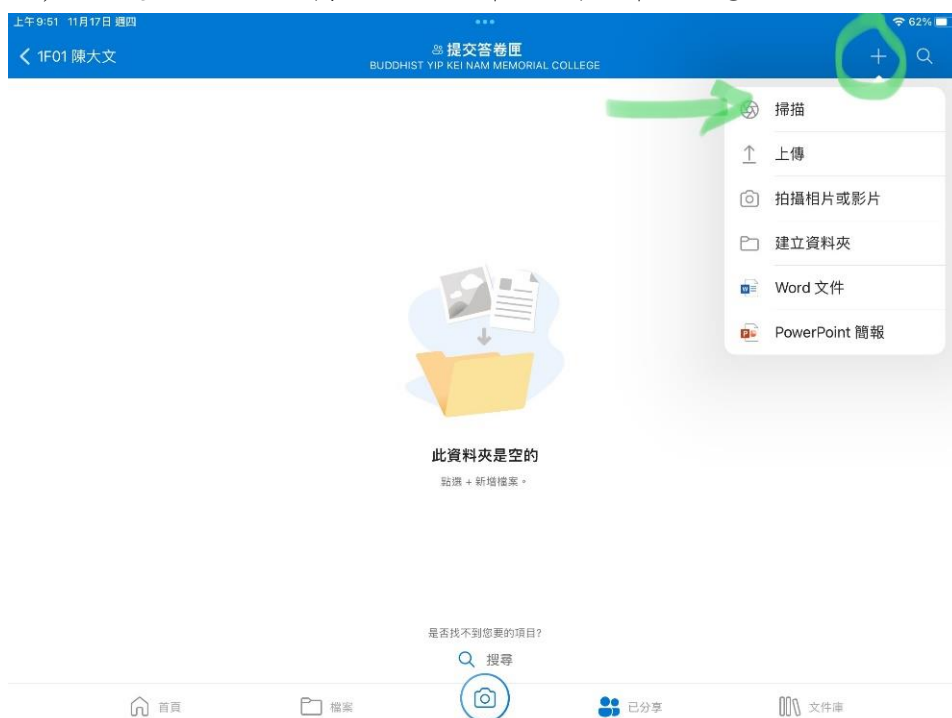 上午9:51 11月17日 週四
62%
1F01 陳大文
提交答卷匣
BUDDHIST YIP KEI NAM MEMORIAL COLLEGE
掃描
上傳
拍攝相片或影片
建立資料夾
Word 文件
PowerPoint 簡報
此資料夾是空的
點選 + 新增檔案。
是否找不到您要的項目?
搜尋
首頁
檔案
已分享
文件庫